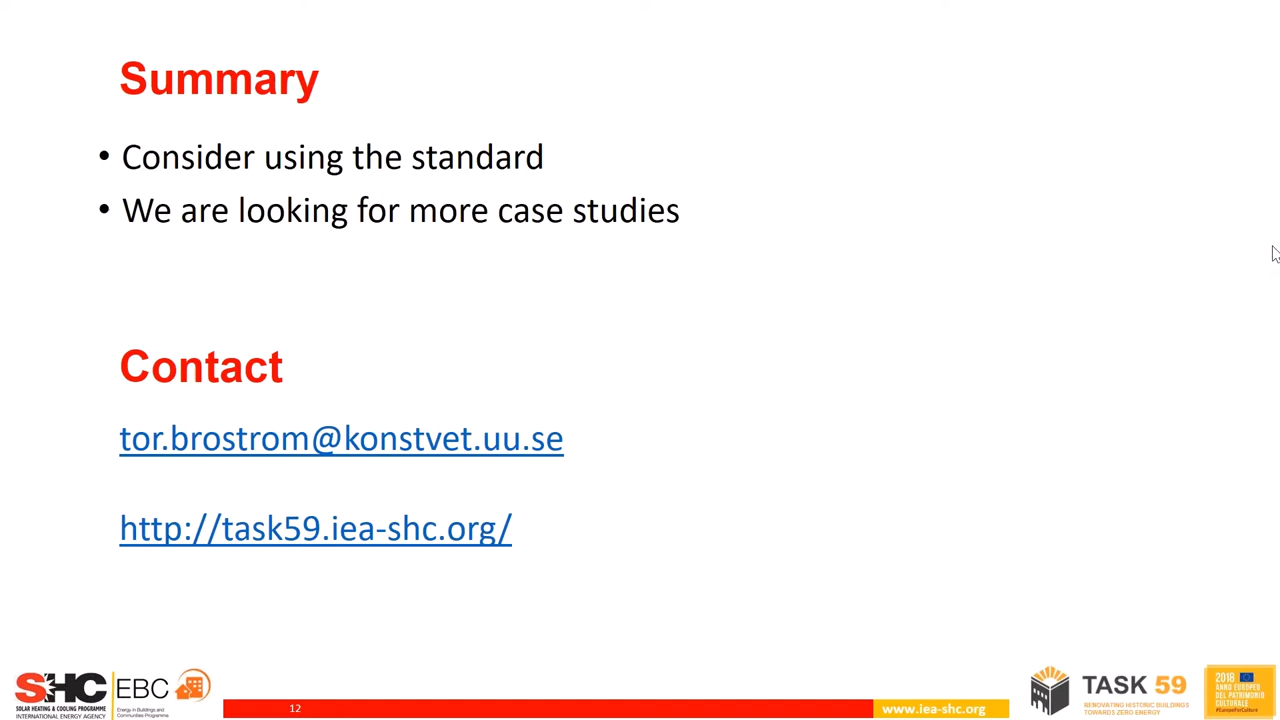 Summary
• Consider using the standard
• We are looking for more case studies
Contact
tor.brostrom@konstvet.uu.se
http://task59.iea-shc.org/
SHC
SOLAR HEATING & COOLING PROGRAMME
INTERNATIONAL ENERGY AGENCY
EBC
Energy in Buildings and
Communities Programme
12
www.iea-shc.org
TASK 59
RENOVATING HISTORIC BUILDINGS
TOWARDS ZERO ENERGY
2018
ANNO EUROPEO
DEL PATRIMONIO
CULTURALE
#EuropeForCulture